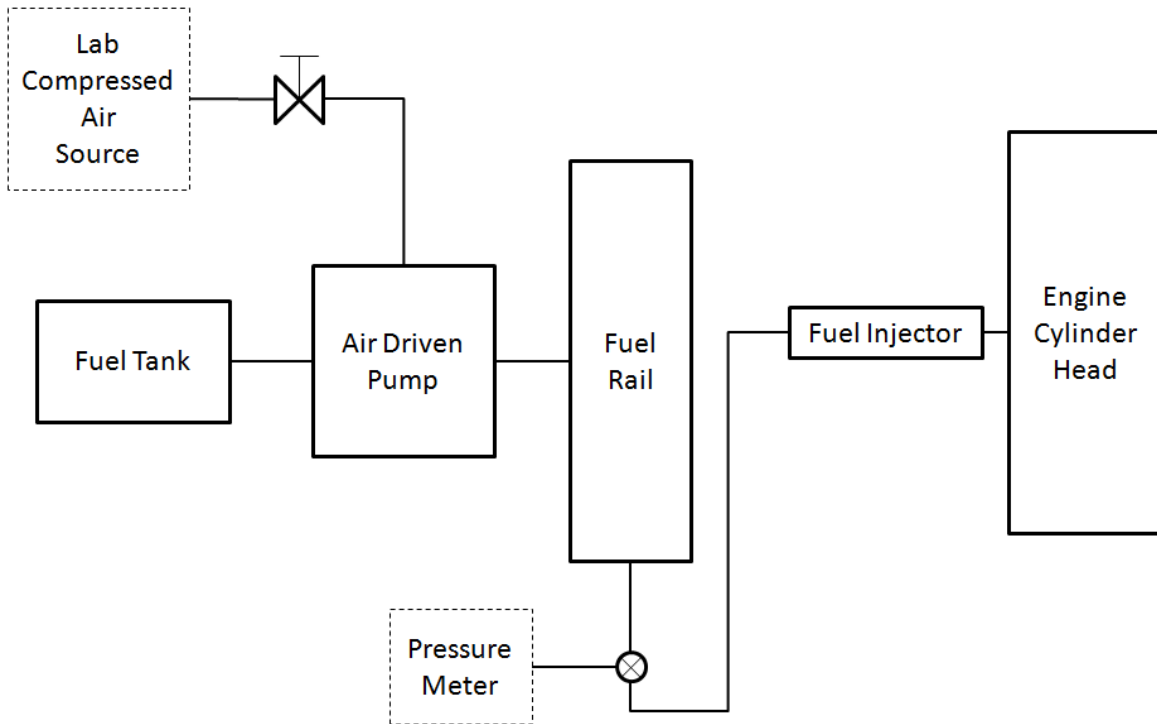 Lab
Compressed
Air
Source
Fuel Tank
Air Driven
Pump
Fuel
Rail
Fuel Injector
Engine
Cylinder
Head
Pressure
Meter